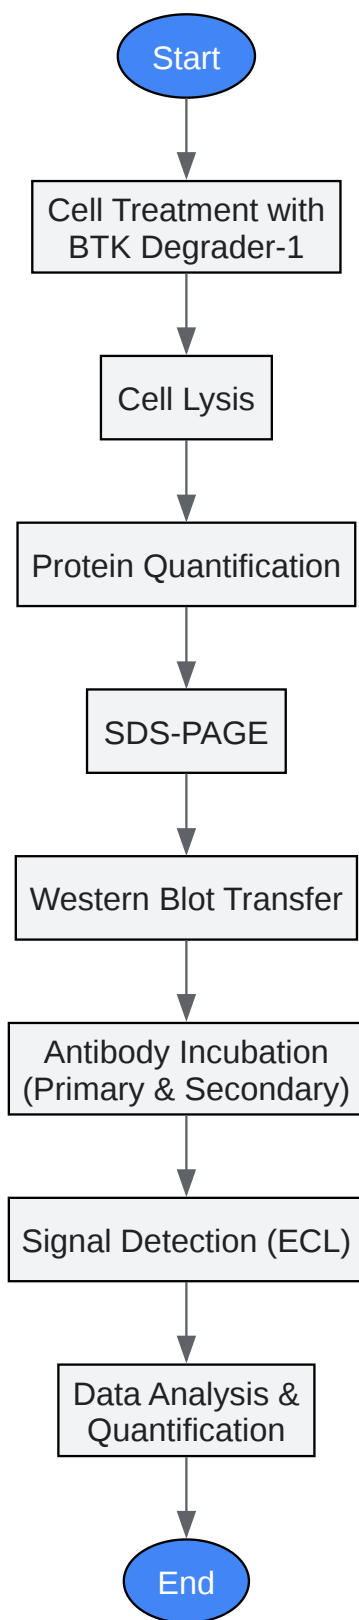 Start
Cell Treatment with
BTK Degrader-1
Cell Lysis
Protein Quantification
SDS-PAGE
Western Blot Transfer
Antibody Incubation
(Primary & Secondary)
Signal Detection (ECL)
Data Analysis &
Quantification
End